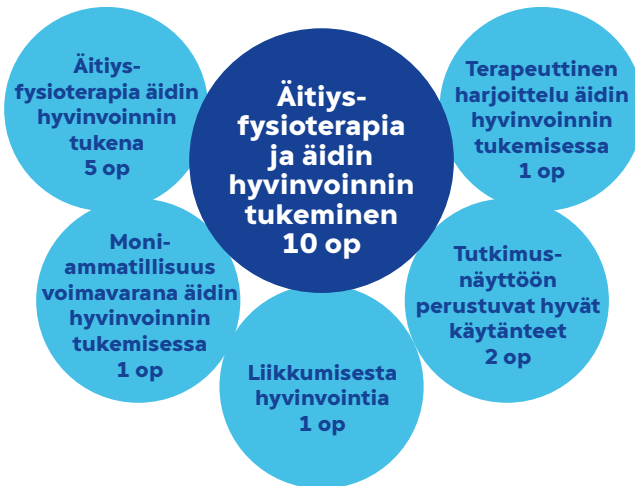 Äitiys-
fysioterapia äidin
hyvinvoinnin
tukena
5 op
Äitiys-
fysioterapia
ja äidin
hyvinvoinnin
tukeminen
10 op
Terapeuttinen
harjoittelu äidin
hyvinvoinnin
tukemisessa
1 op
Moni-
ammatillisuus
voimavarana äidin
hyvinvoinnin
tukemisessa
1 op
Liikkumisesta
hyvinvointia
1 op
Tutkimus-
näyttöön
perustuvat hyvät
käytänteet
2 op